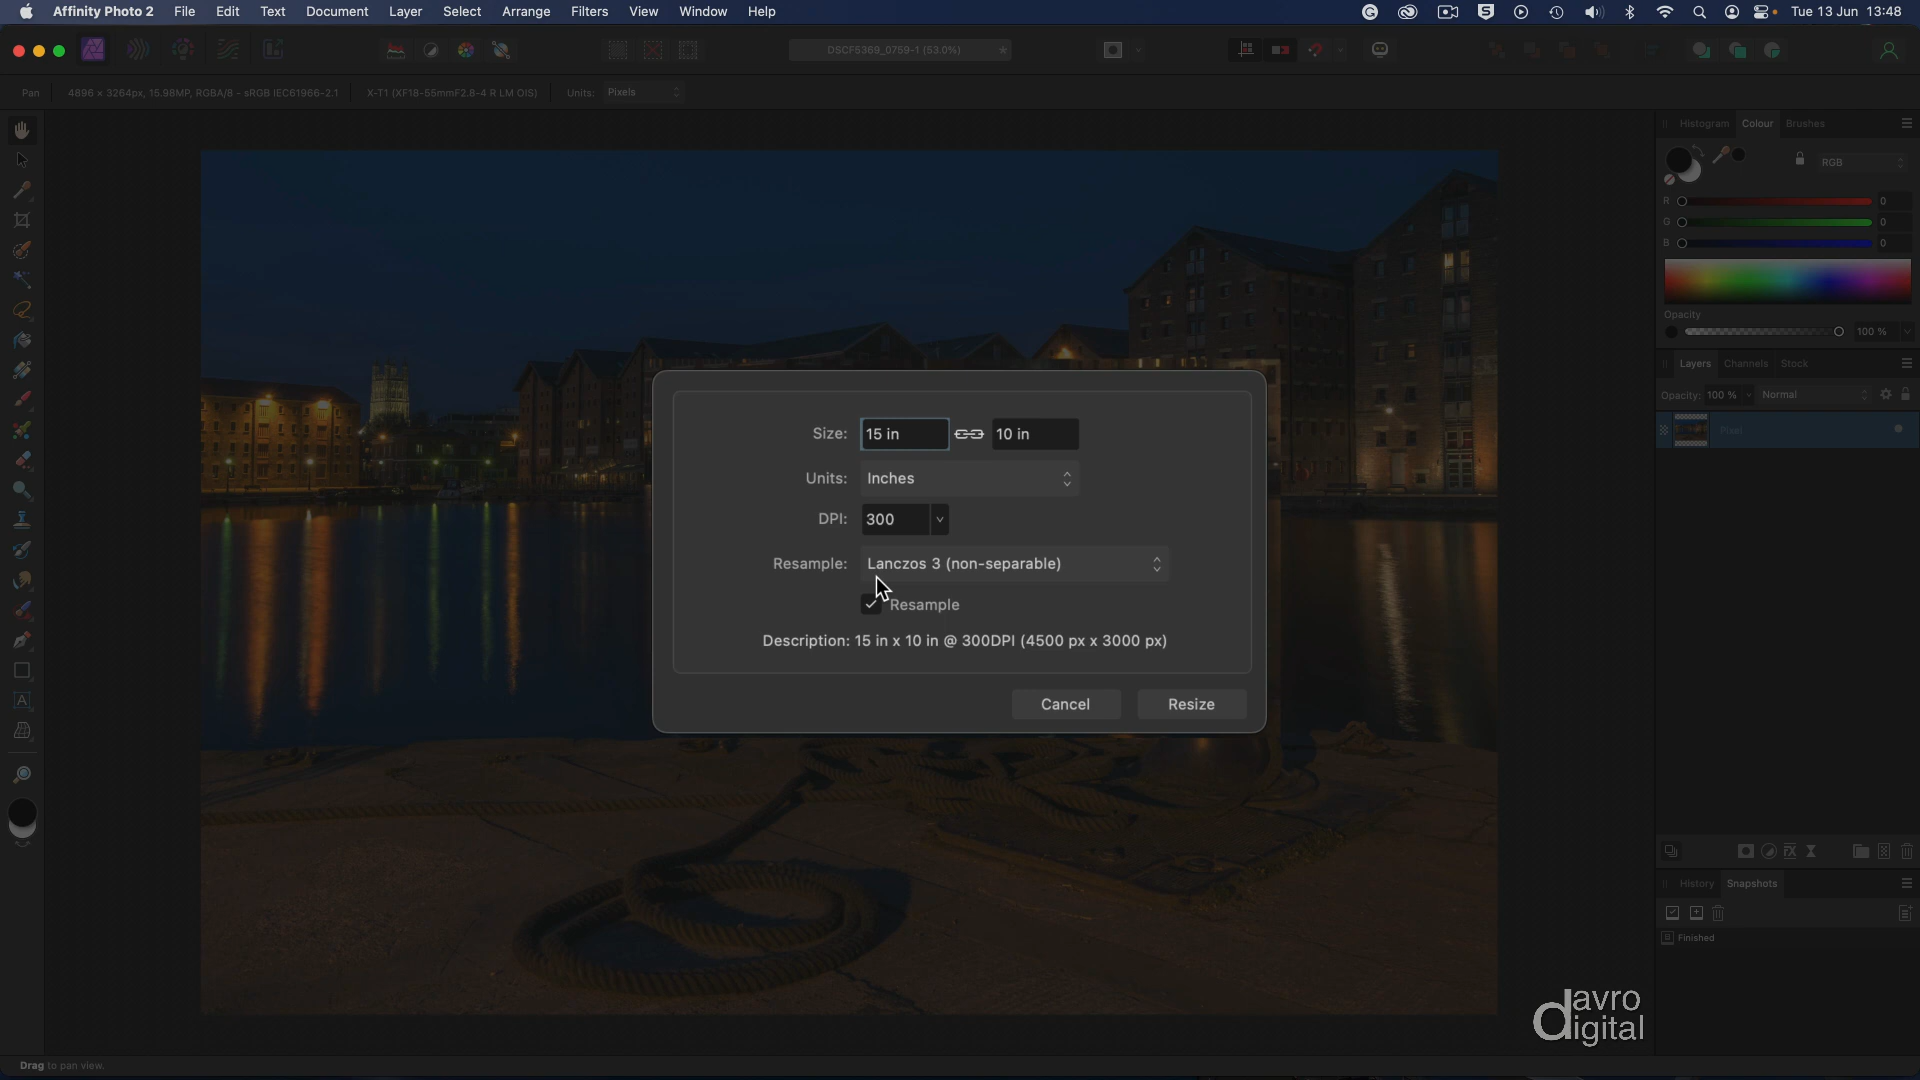 Affinity Photo 2 File Edit Text Document Layer Select Arrange Filters View Window Help Tue 13 Jun 13:48
DSCF5369_0759-1 (53.0%)
Pan 4896 × 3264px, 15.98MP, RGBA/8 - sRGB IEC61966-2.1 X-T1 (XF18-55mmF2.8-4 R LM OIS) Units: Pixels
Histogram Colour Brushes
RGB
R 0
G 0
B 0
Opacity
100 %
Layers Channels Stock
Opacity: 100 % Normal
Pixel
Size: 15 in 10 in
Units: Inches
DPI: 300
Resample: Lanczos 3 (non-separable)
Resample
Description: 15 in x 10 in @ 300DPI (4500 px x 3000 px)
Cancel Resize
History Snapshots
Finished
davro
digital
Drag to pan view.